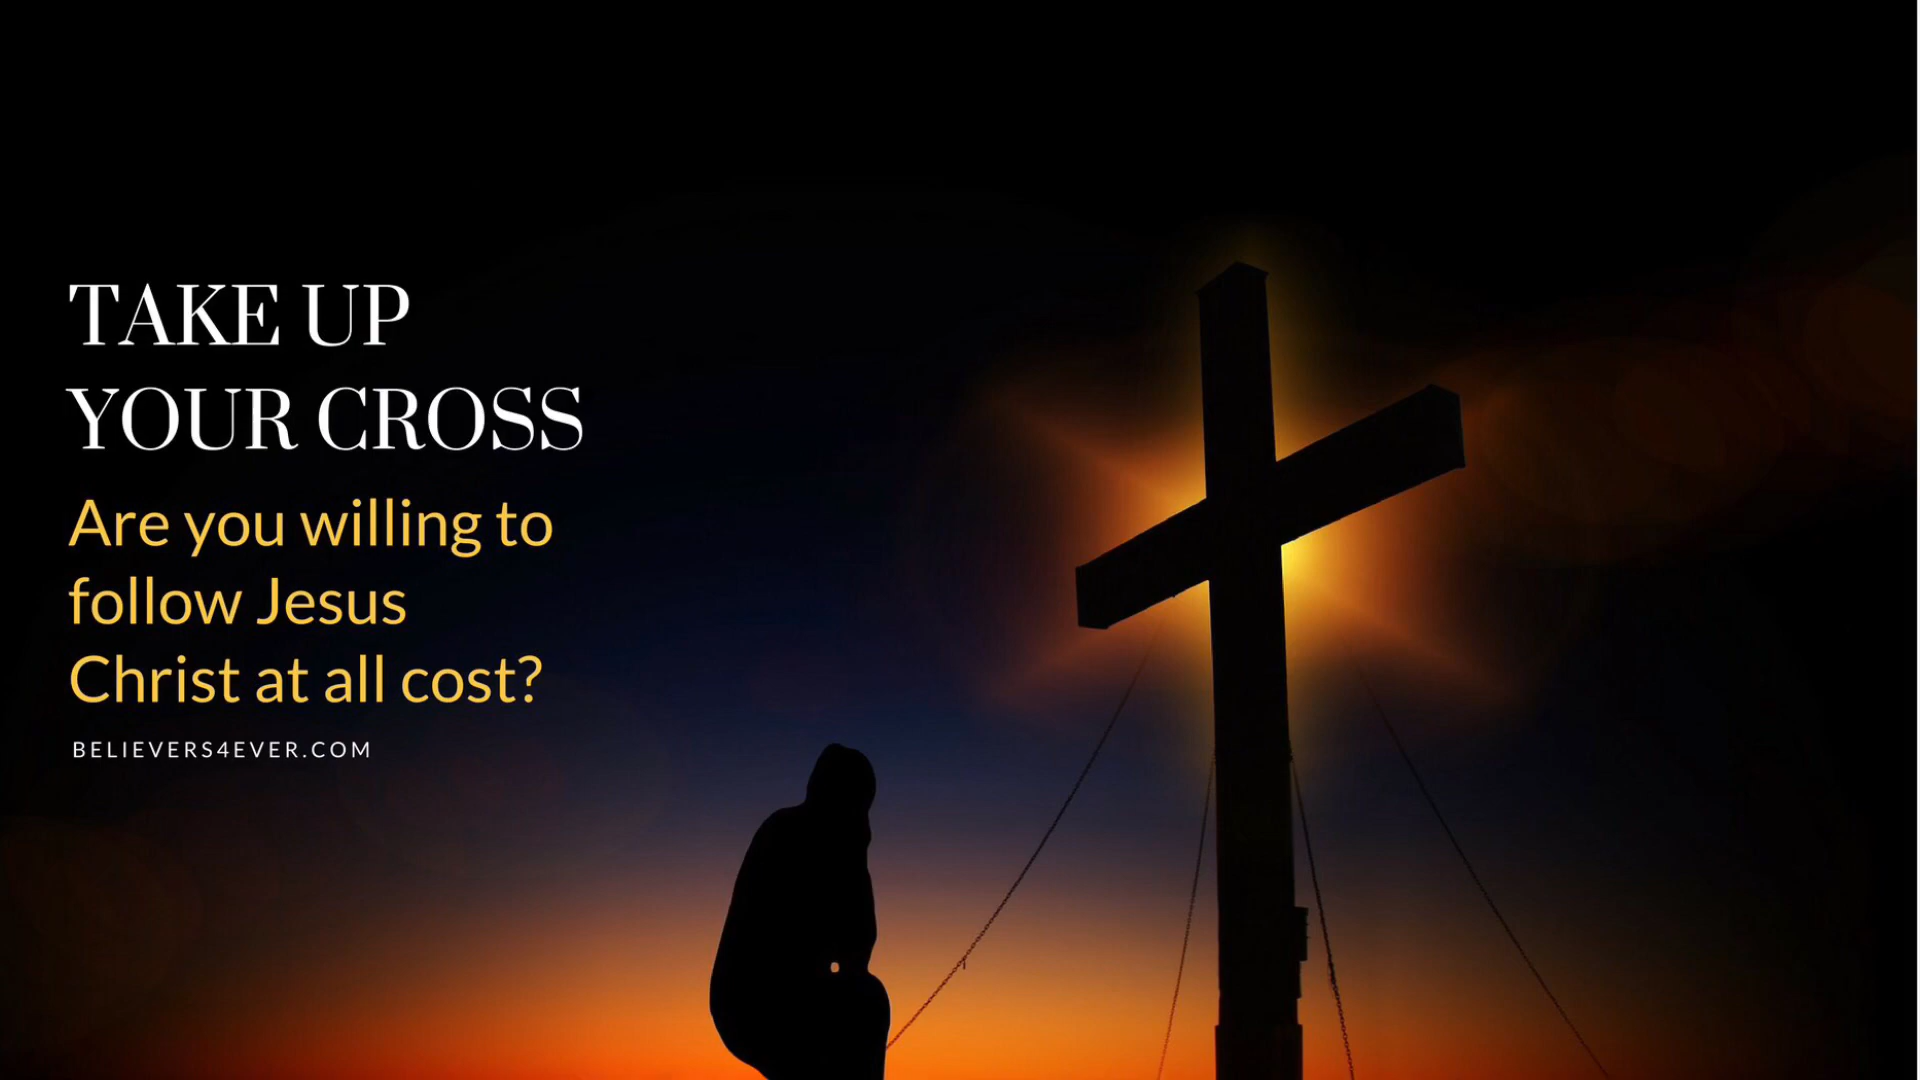 TAKE UP
YOUR CROSS
Are you willing to
follow Jesus
Christ at all cost?
BELIEVERS4EVER.COM